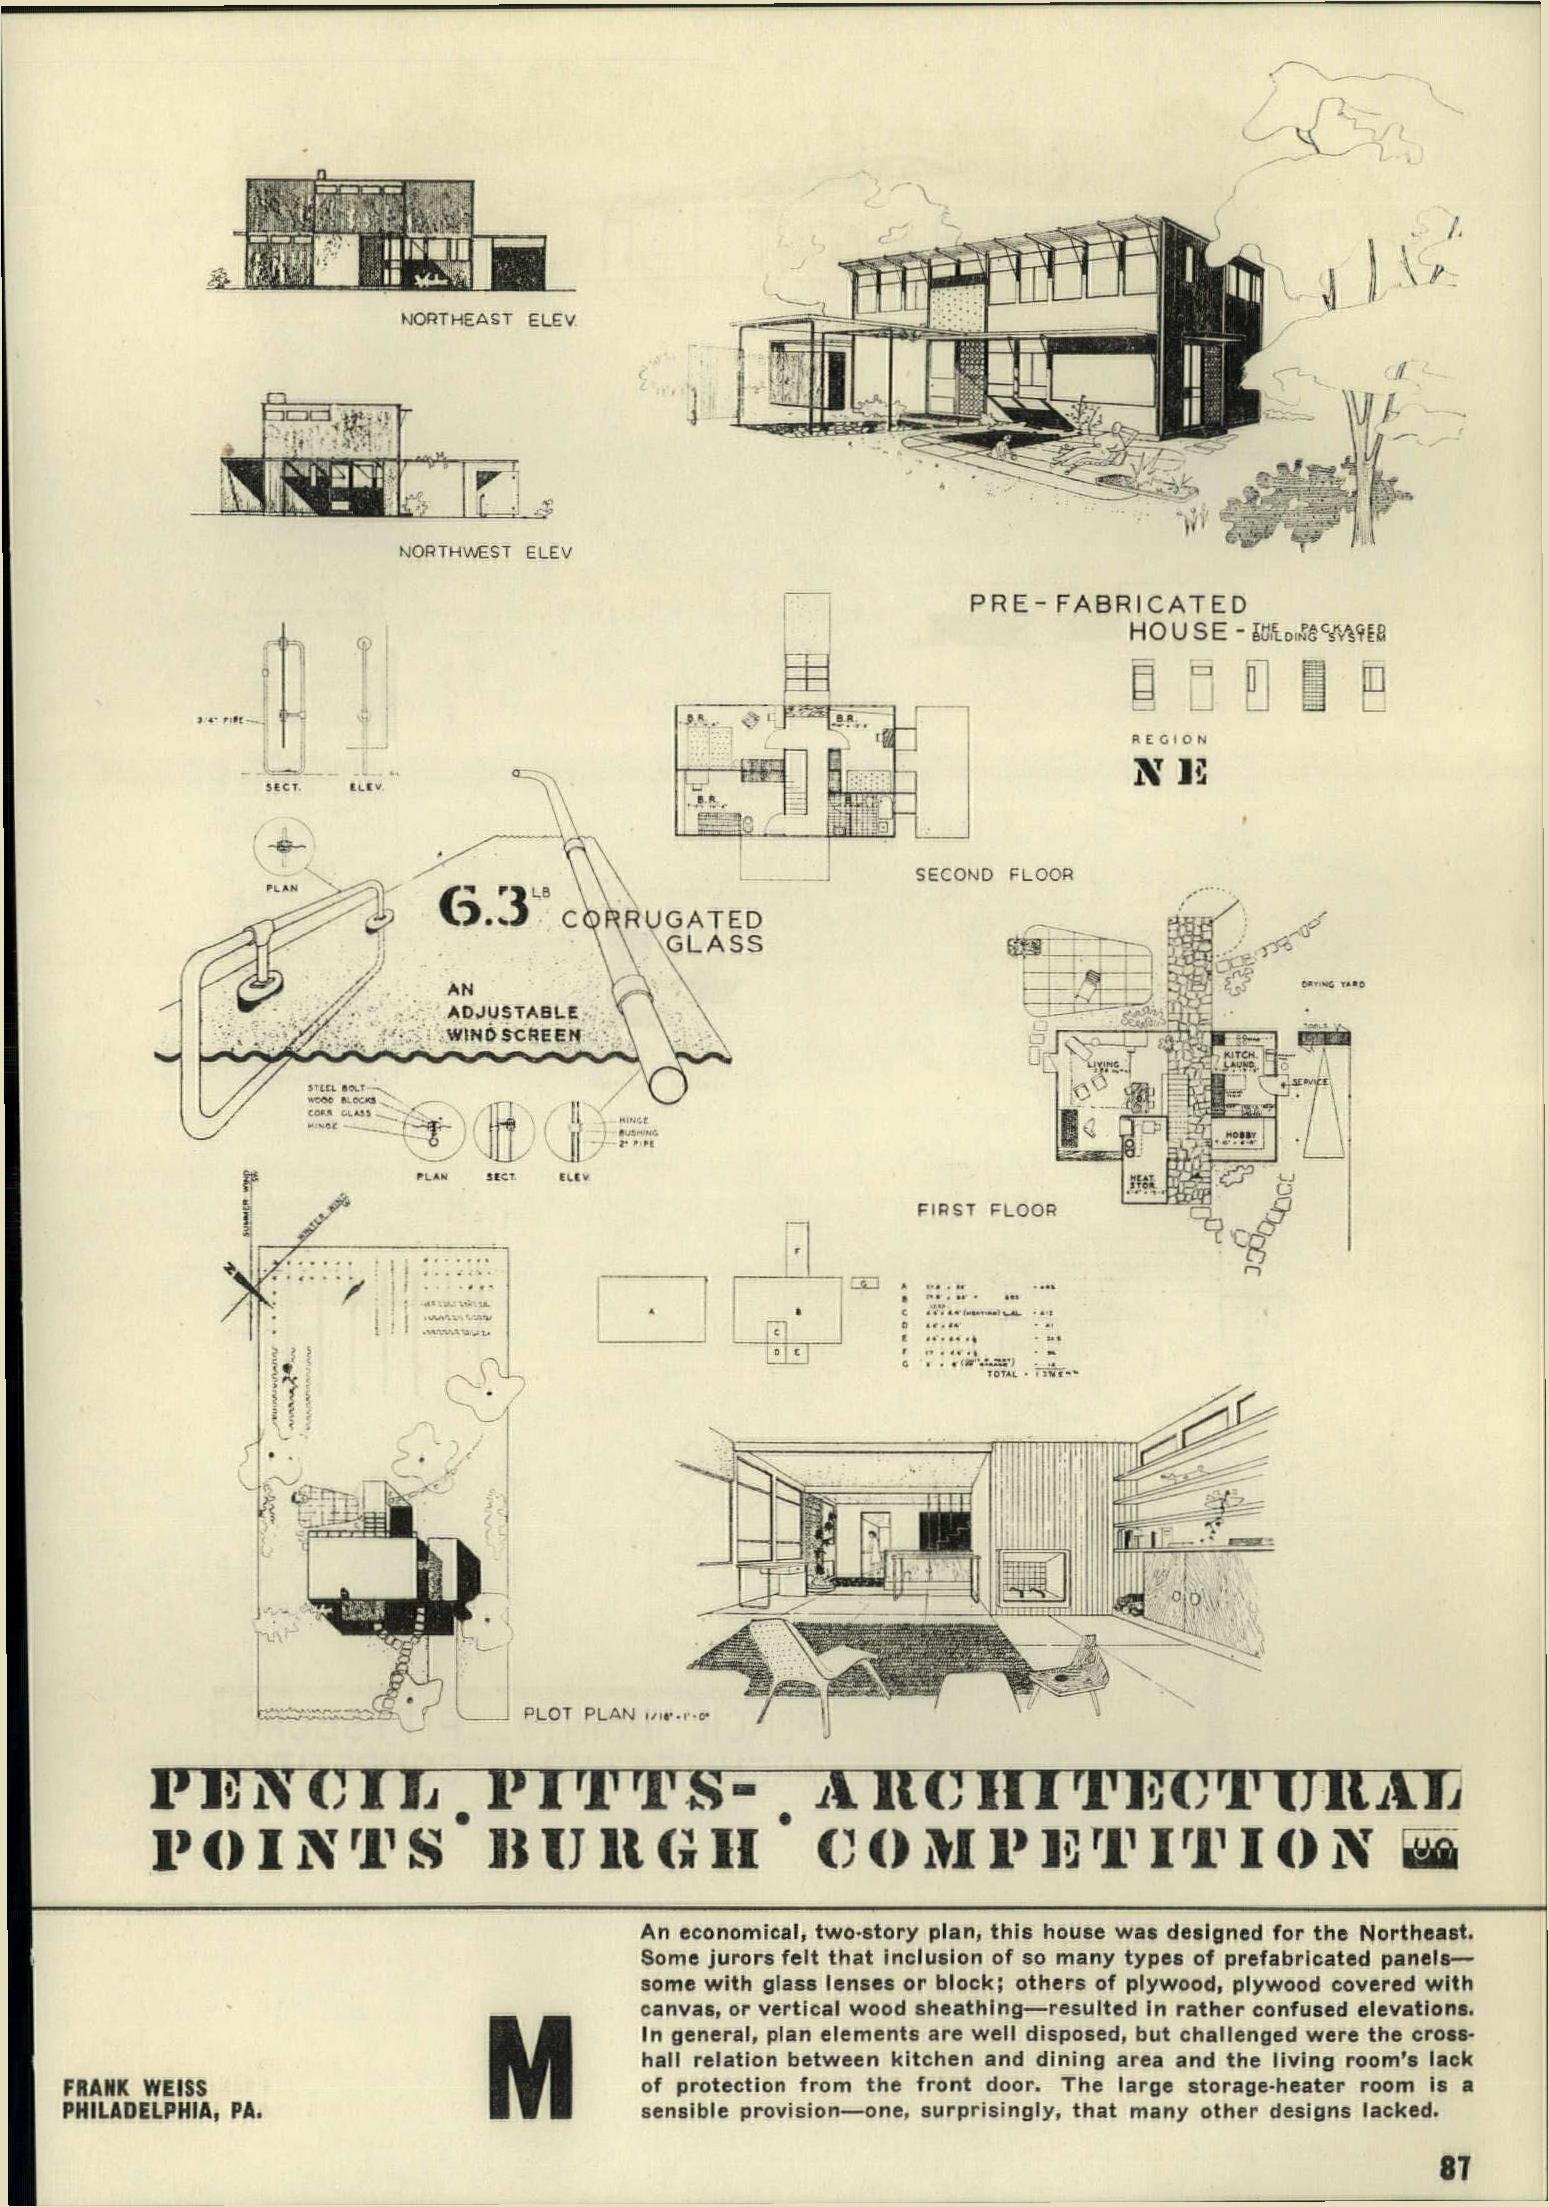 NORTHEAST ELEV.
NORTHWEST ELEV
PRE-FABRICATED
HOUSE - THE PACKAGED
BUILDING SYSTEM
REGION
NE
3/4" PIPE
SECT.
ELEV.
PLAN
B.R.
B.R.
B.R.
SECOND FLOOR
6.3 LB CORRUGATED
GLASS
AN
ADJUSTABLE
WINDSCREEN
STEEL BOLT
WOOD BLOCKS
CORR GLASS
HINGE
HINGE
BUSHING
2" PIPE
PLAN
SECT.
ELEV.
DRYING YARD
TOOLS
LIVING
KITCH.
LAUND.
SERVICE
HOBBY
HEAT.
STOR.
FIRST FLOOR
SUMMER WINDS
WINTER WIND
N
A
B
C
D
E
F
G
A
B
C
D
E
F
G
TOTAL
PLOT PLAN 1/16"=1'-0"
PENCIL • PITTS- • ARCHITECTURAL
POINTS BURGH COMPETITION
FRANK WEISS
PHILADELPHIA, PA.
M
An economical, two-story plan, this house was designed for the Northeast.
Some jurors felt that inclusion of so many types of prefabricated panels—
some with glass lenses or block; others of plywood, plywood covered with
canvas, or vertical wood sheathing—resulted in rather confused elevations.
In general, plan elements are well disposed, but challenged were the cross-
hall relation between kitchen and dining area and the living room's lack
of protection from the front door. The large storage-heater room is a
sensible provision—one, surprisingly, that many other designs lacked.
87